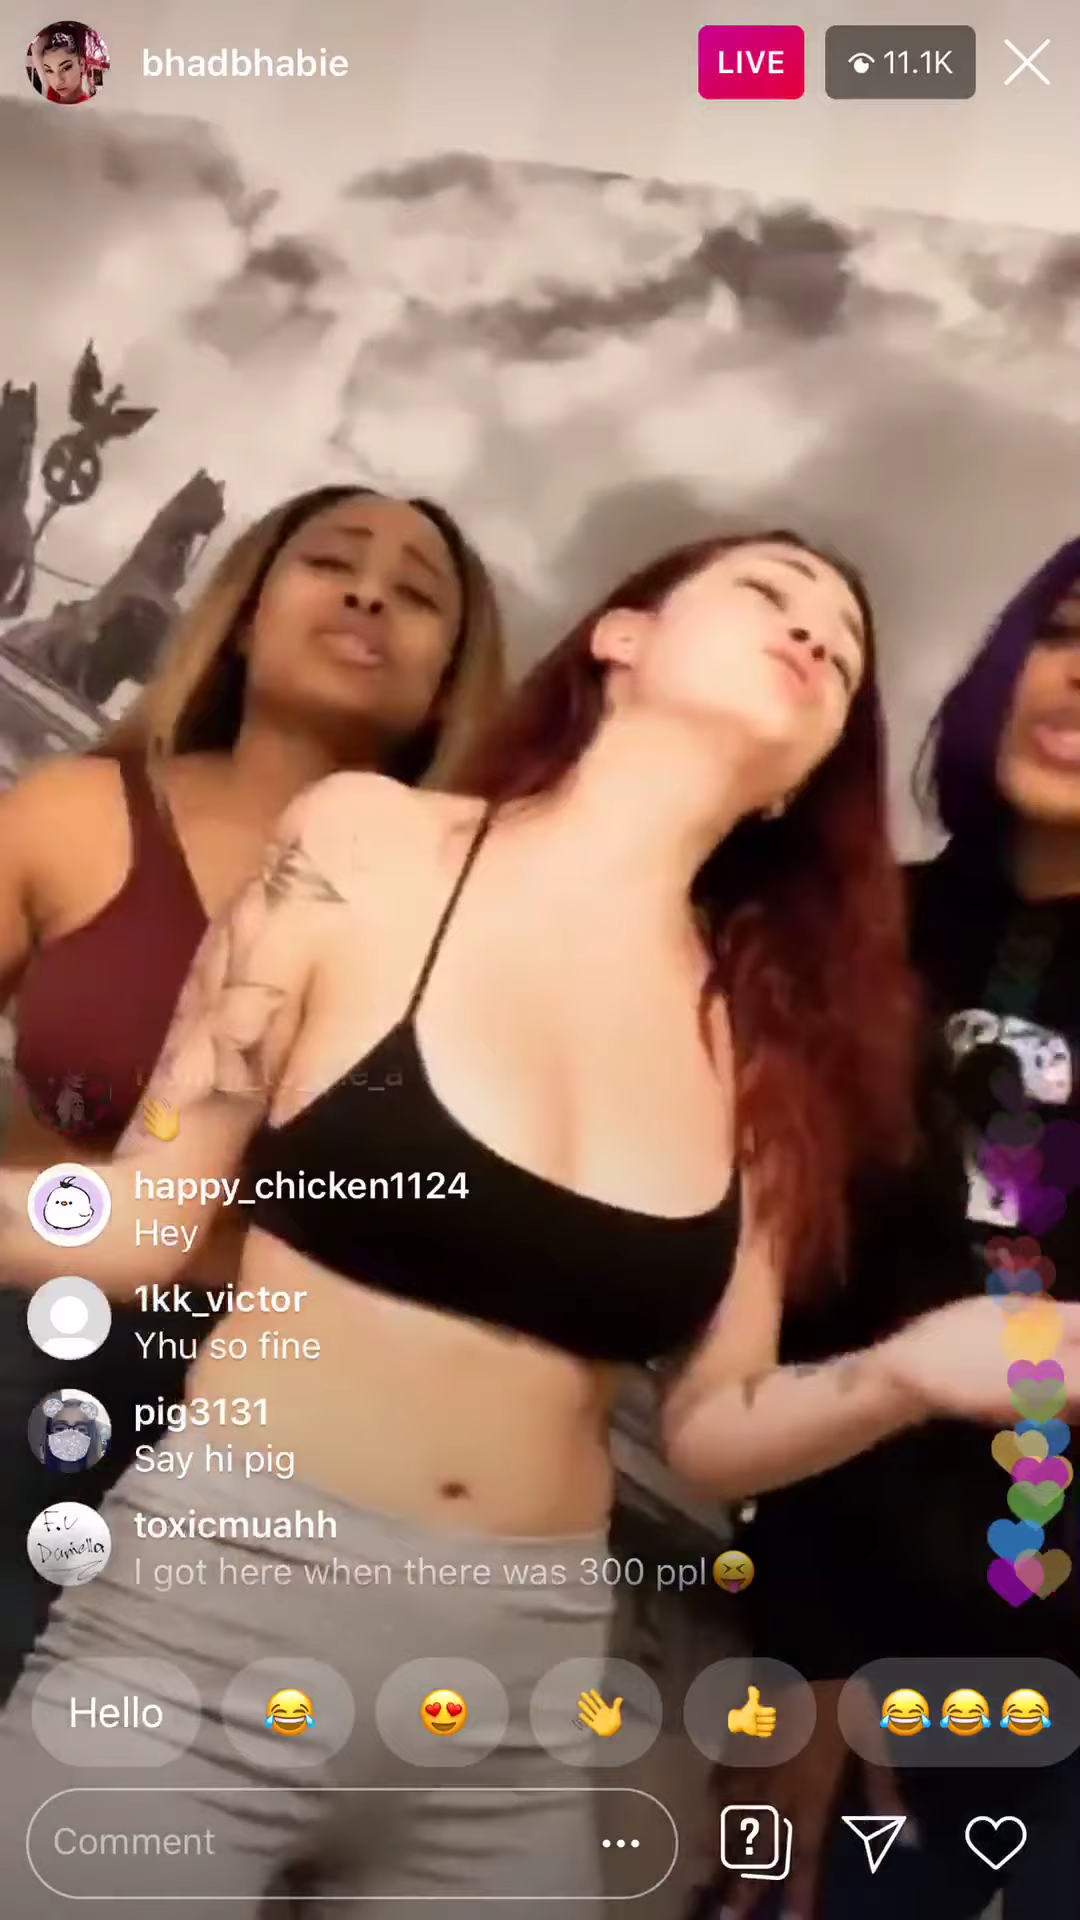 bhadbhabie
LIVE
11.1K
happy_chicken1124
Hey
1kk_victor
Yhu so fine
pig3131
Say hi pig
F.U
Daniella
toxicmuahh
I got here when there was 300 ppl😝
Hello
😂
😍
👋
👍
😂😂😂
Comment